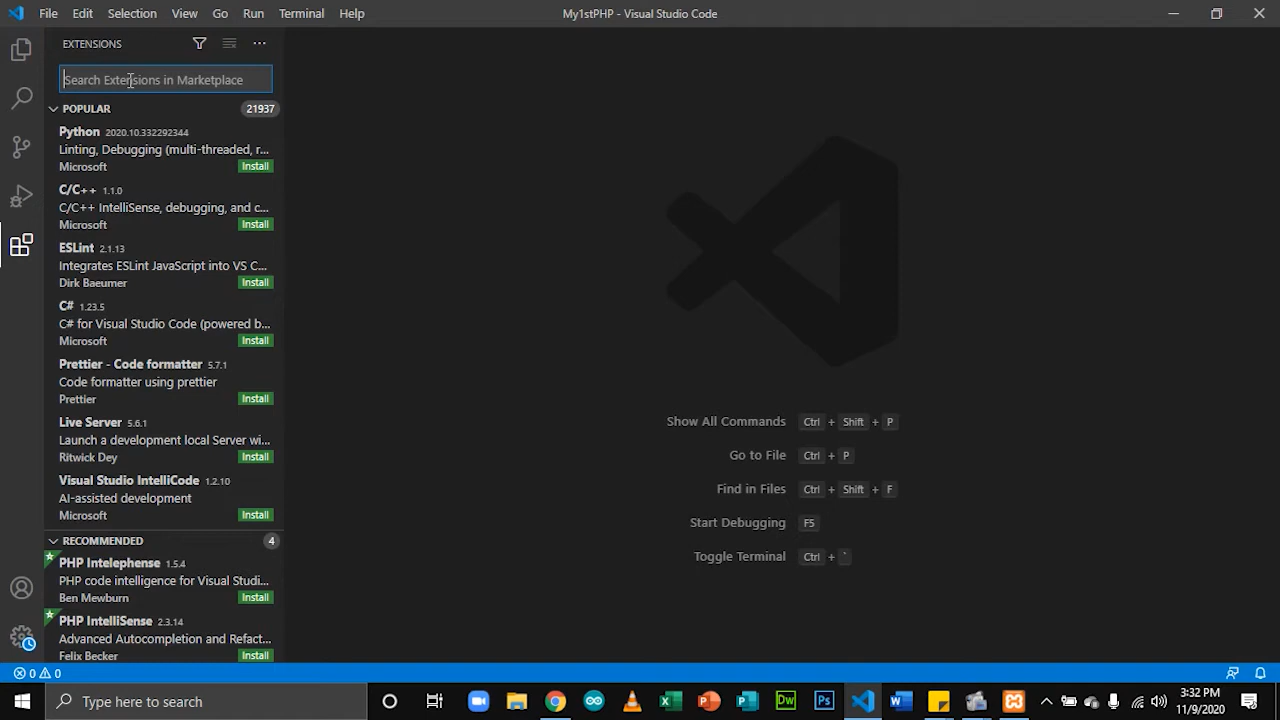 File Edit Selection View Go Run Terminal Help My1stPHP - Visual Studio Code
EXTENSIONS
Search Extensions in Marketplace
POPULAR 21937
Python 2020.10.332292344
Linting, Debugging (multi-threaded, r...
Microsoft Install
C/C++ 1.1.0
C/C++ IntelliSense, debugging, and c...
Microsoft Install
ESLint 2.1.13
Integrates ESLint JavaScript into VS C...
Dirk Baeumer Install
C# 1.23.5
C# for Visual Studio Code (powered b...
Microsoft Install
Prettier - Code formatter 5.7.1
Code formatter using prettier
Prettier Install
Live Server 5.6.1
Launch a development local Server wi...
Ritwick Dey Install
Visual Studio IntelliCode 1.2.10
AI-assisted development
Microsoft Install
RECOMMENDED 4
PHP Intelephense 1.5.4
PHP code intelligence for Visual Studi...
Ben Mewburn Install
PHP IntelliSense 2.3.14
Advanced Autocompletion and Refact...
Felix Becker Install
Show All Commands Ctrl + Shift + P
Go to File Ctrl + P
Find in Files Ctrl + Shift + F
Start Debugging F5
Toggle Terminal Ctrl + `
0 0
Type here to search
Dw
Ps
3:32 PM
11/9/2020